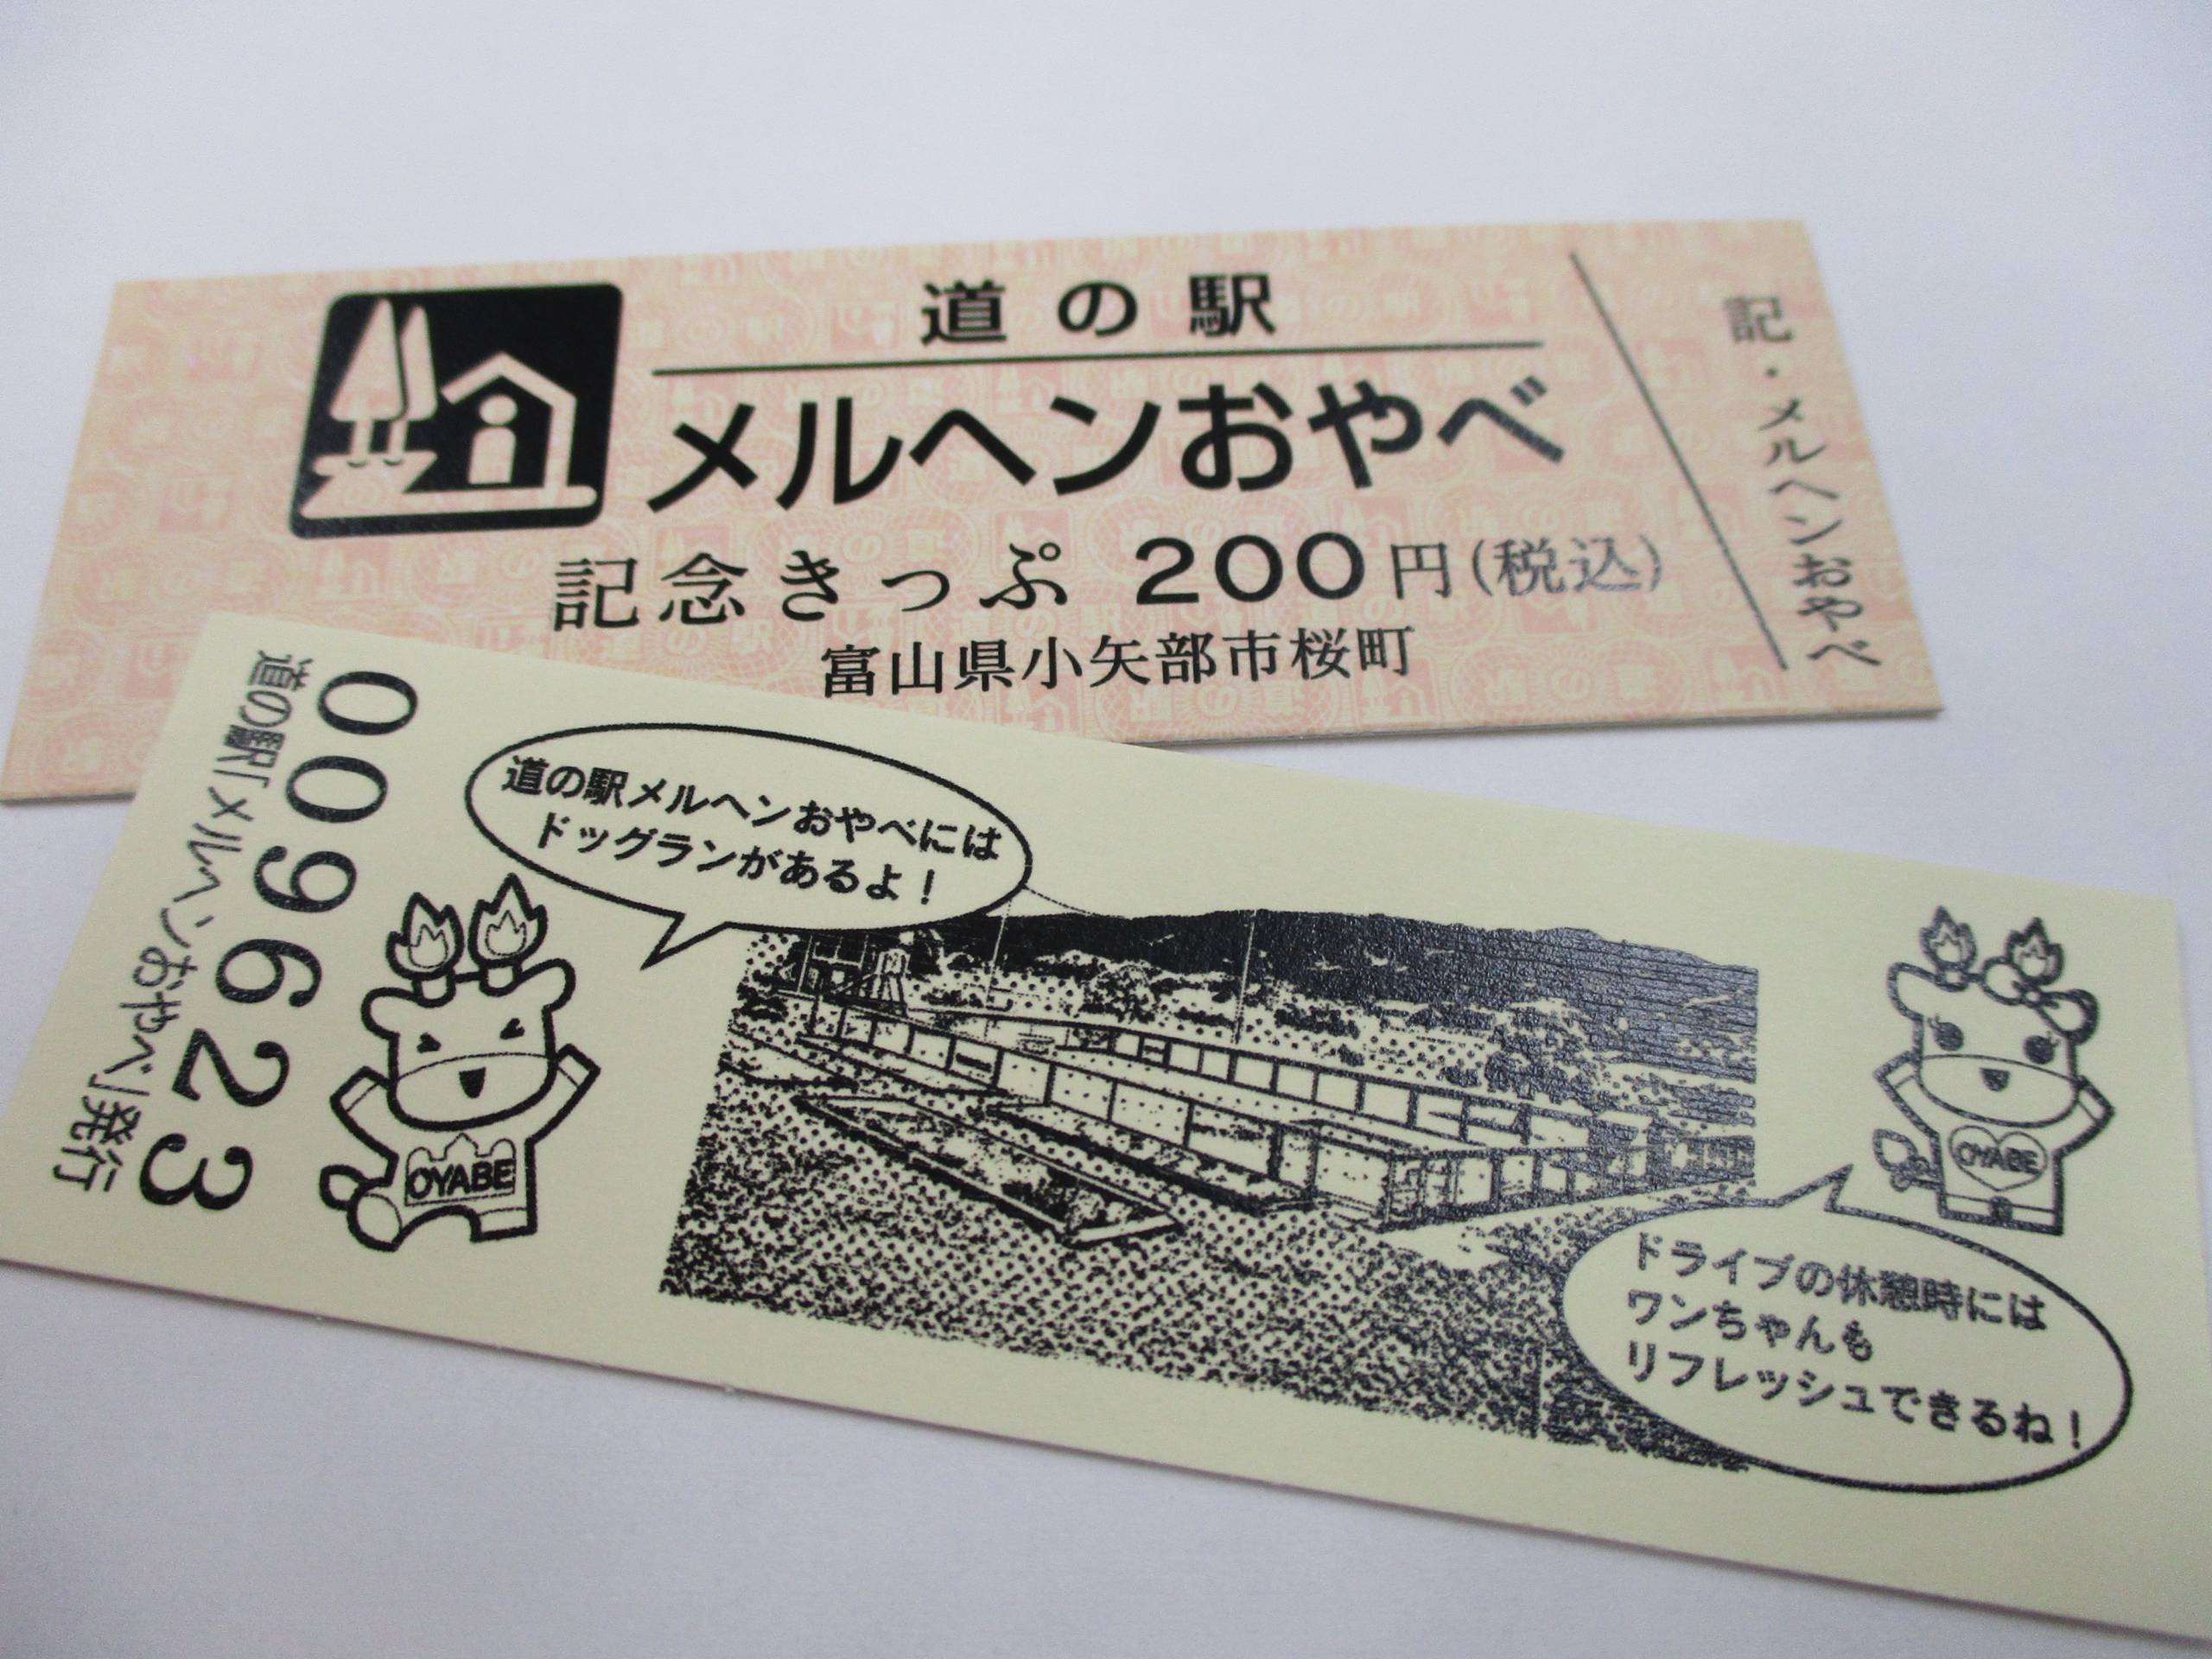 道の駅
メルヘンおやべ
記念きっぷ 200円(税込)
富山県小矢部市桜町
記・メルヘンおやべ
009623
道の駅「メルヘンおやべ」発行
道の駅メルヘンおやべには
ドッグランがあるよ!
OYABE
OYABE
ドライブの休憩時には
ワンちゃんも
リフレッシュできるね!